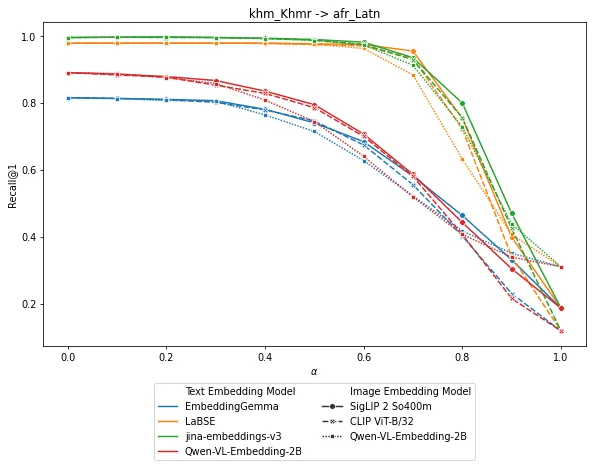 khm_Khmr -> afr_Latn
Recall@1
1.0
0.8
0.6
0.4
0.2
0.0 0.2 0.4 0.6 0.8 1.0
α
Text Embedding Model
EmbeddingGemma
LaBSE
jina-embeddings-v3
Qwen-VL-Embedding-2B
Image Embedding Model
SigLIP 2 So400m
CLIP ViT-B/32
Qwen-VL-Embedding-2B